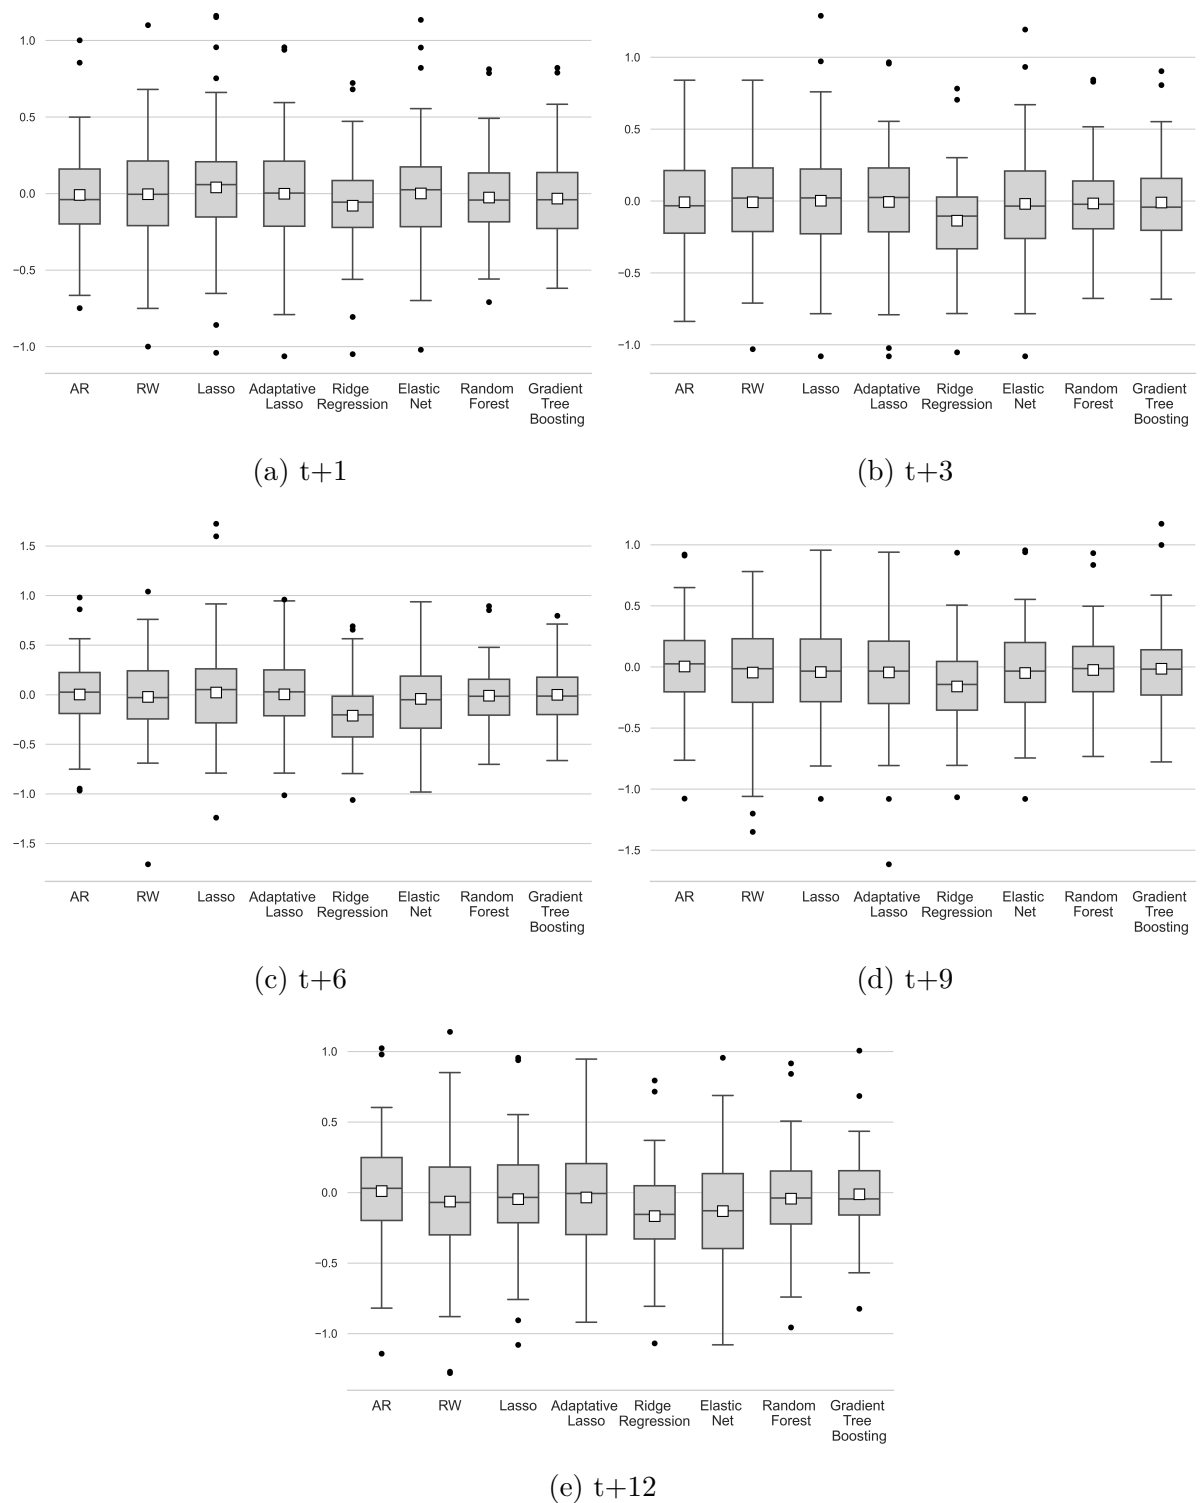 1.0
0.5
0.0
−0.5
−1.0
AR RW Lasso Adaptative Lasso Ridge Regression Elastic Net Random Forest Gradient Tree Boosting
(a) t+1
1.0
0.5
0.0
−0.5
−1.0
AR RW Lasso Adaptative Lasso Ridge Regression Elastic Net Random Forest Gradient Tree Boosting
(b) t+3
1.5
1.0
0.5
0.0
−0.5
−1.0
−1.5
AR RW Lasso Adaptative Lasso Ridge Regression Elastic Net Random Forest Gradient Tree Boosting
(c) t+6
1.0
0.5
0.0
−0.5
−1.0
−1.5
AR RW Lasso Adaptative Lasso Ridge Regression Elastic Net Random Forest Gradient Tree Boosting
(d) t+9
1.0
0.5
0.0
−0.5
−1.0
AR RW Lasso Adaptative Lasso Ridge Regression Elastic Net Random Forest Gradient Tree Boosting
(e) t+12